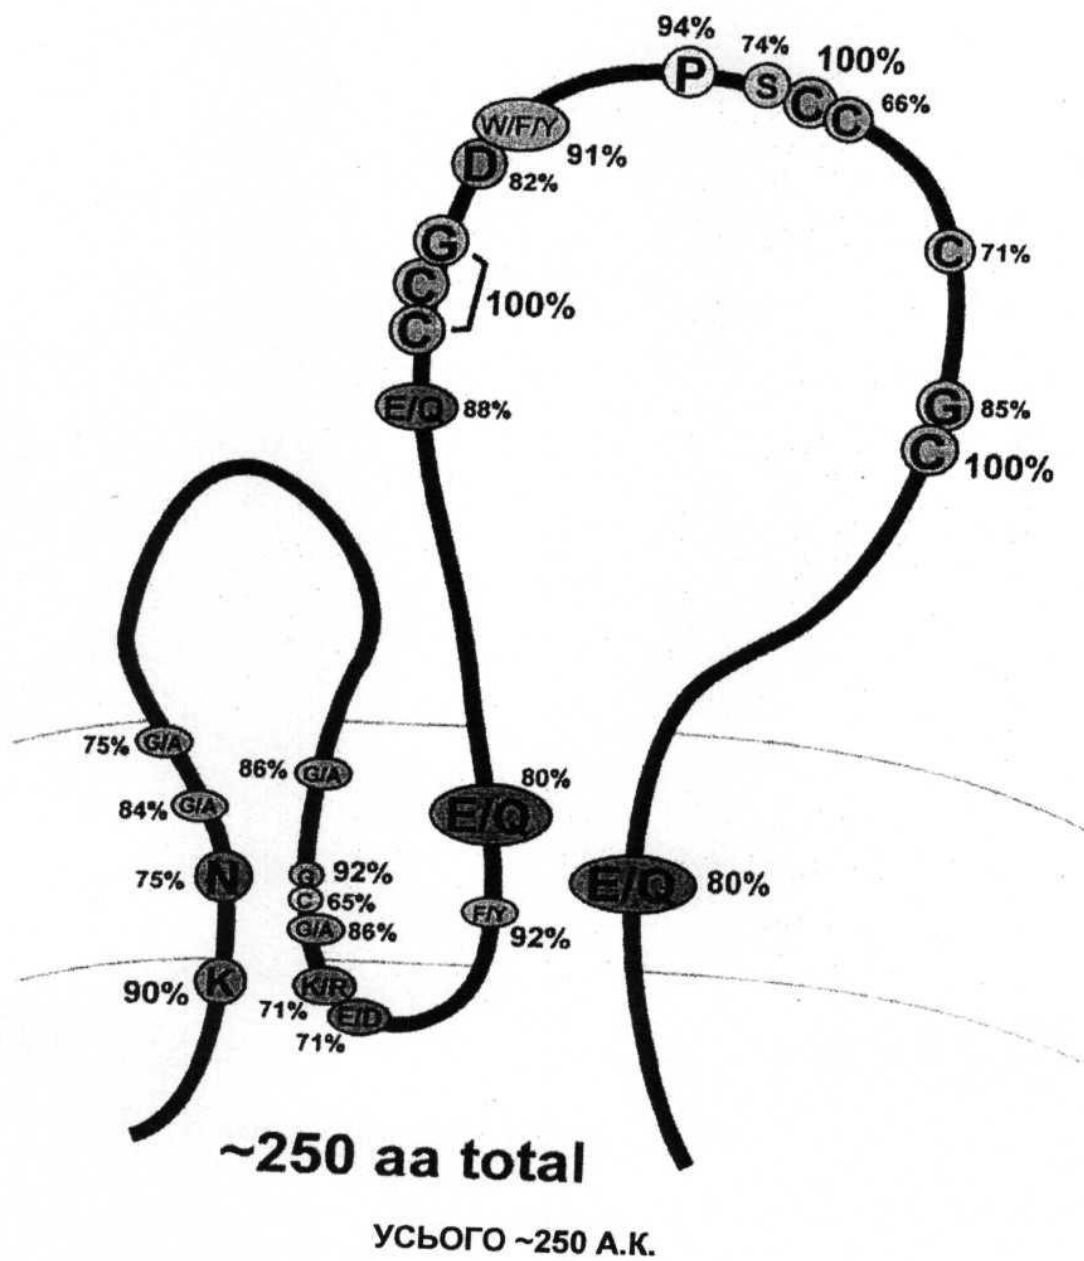 94%
P
74%
S
100%
C
C
66%
W/F/Y
91%
D
82%
G
C
C
100%
C
71%
E/Q
88%
G
85%
C
100%
75%
G/A
86%
G/A
84%
G/A
80%
E/Q
75%
N
G
92%
C
65%
G/A
86%
F/Y
92%
E/Q
80%
90%
K
K/R
71%
E/D
71%
~250 aa total
УСЬОГО ~250 А.К.